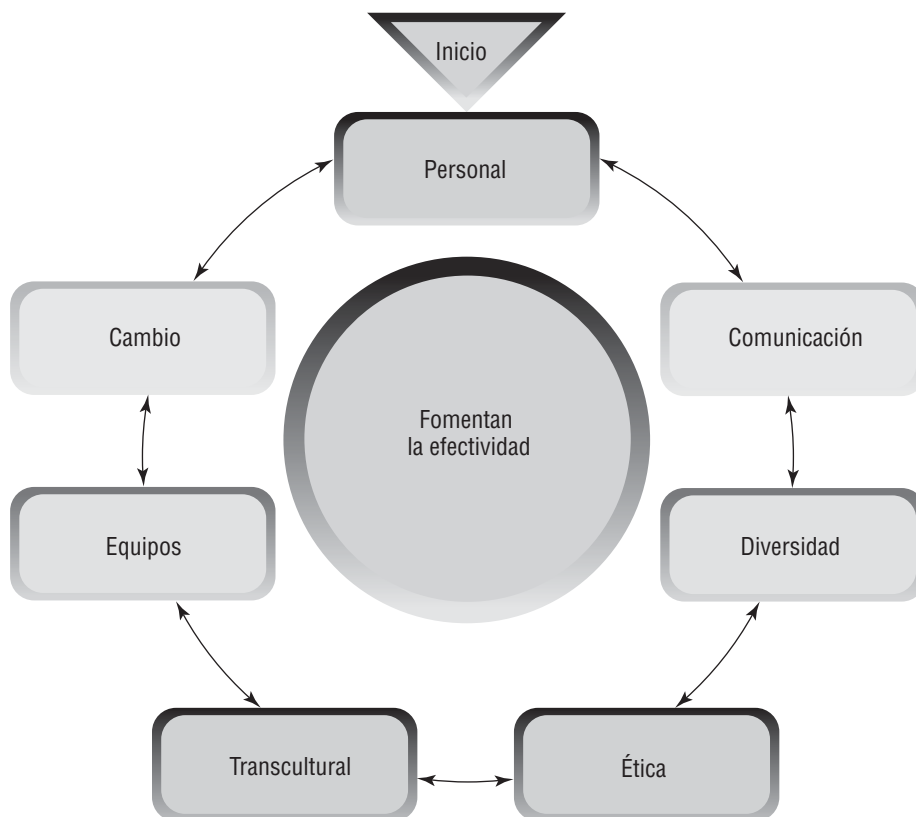 Inicio
Personal
Cambio
Comunicación
Fomentan
la efectividad
Equipos
Diversidad
Transcultural
Ética